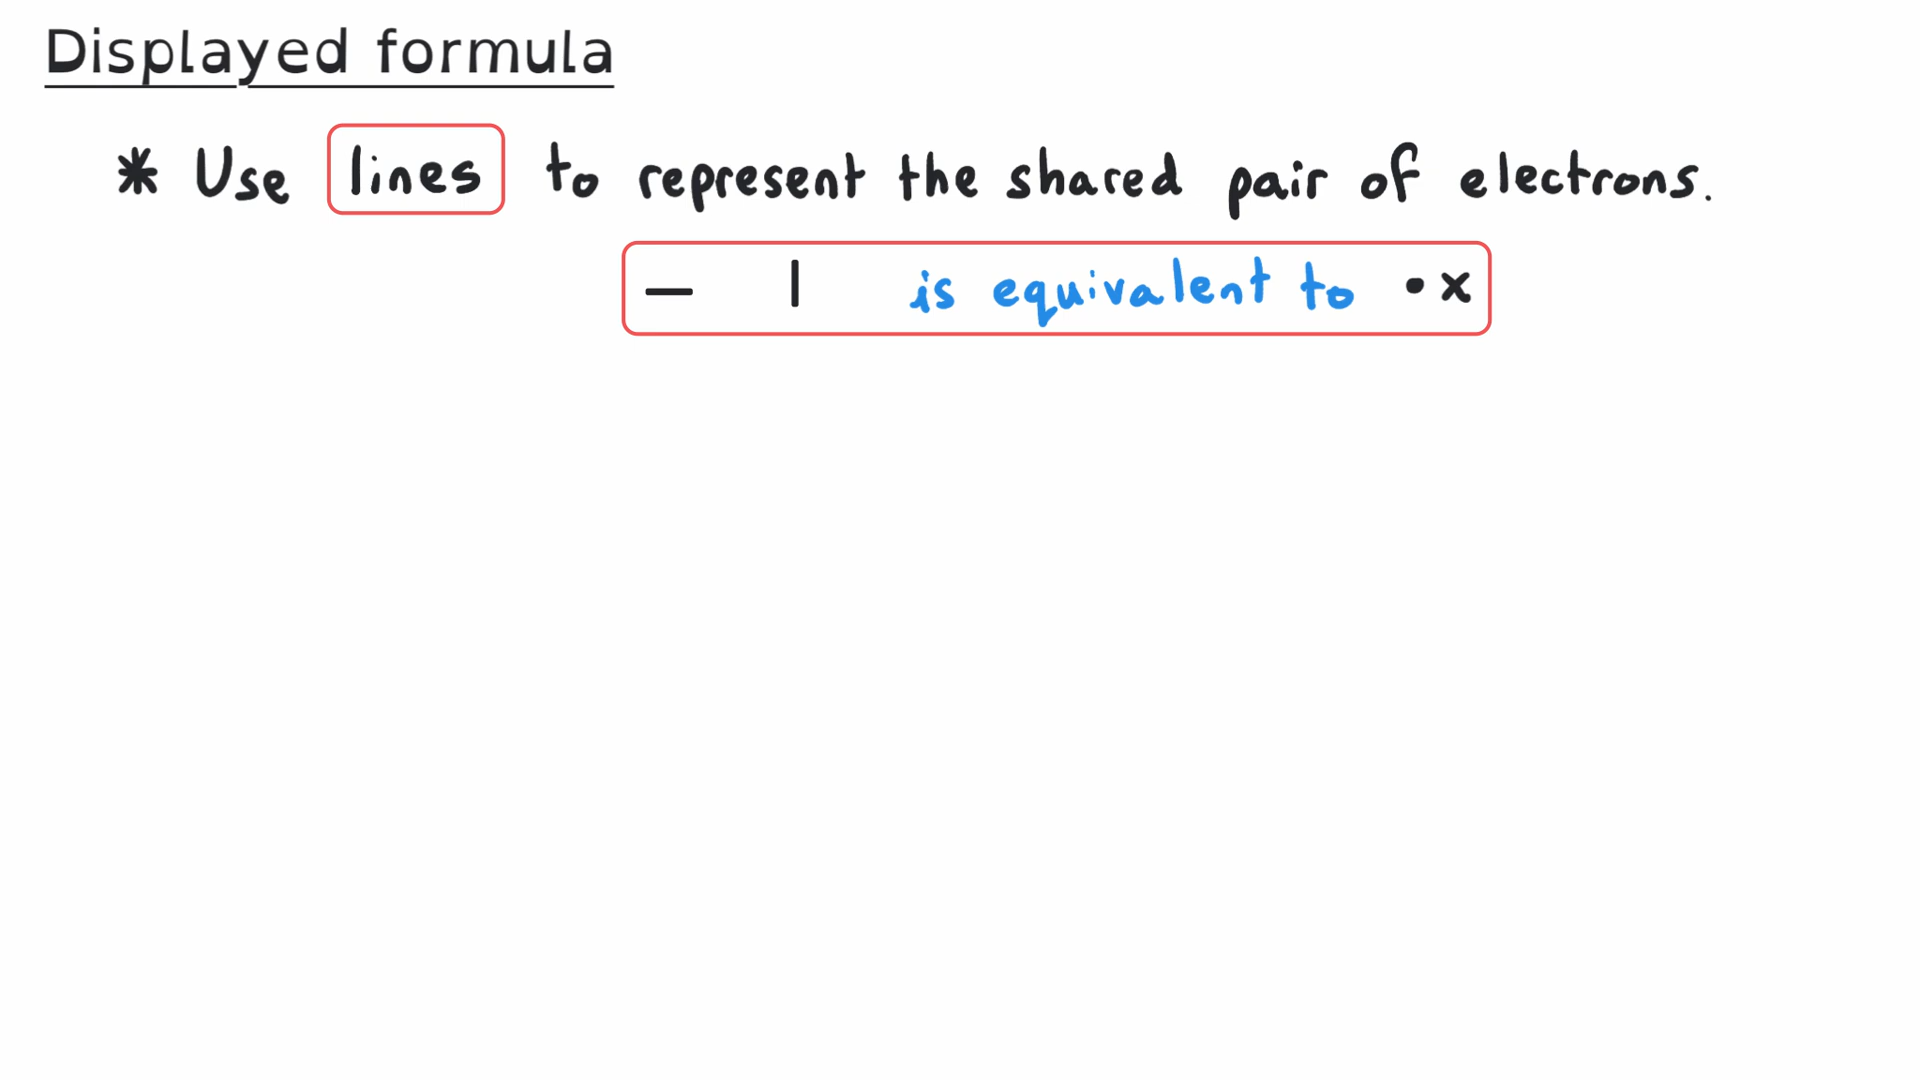 Displayed formula
* Use lines to represent the shared pair of electrons.
— | is equivalent to • x